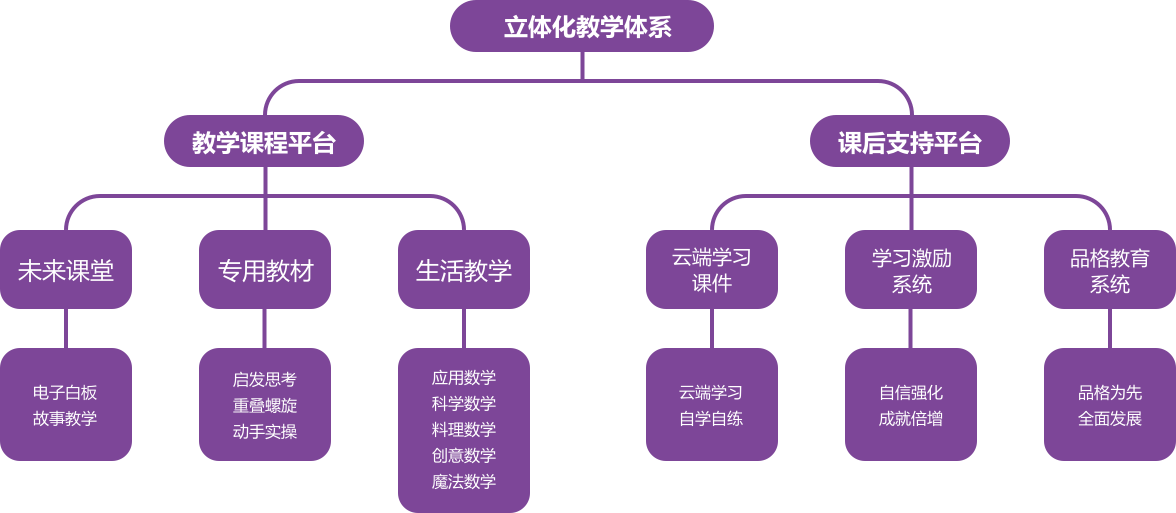 立体化教学体系
教学课程平台
课后支持平台
未来课堂
专用教材
生活教学
云端学习
课件
学习激励
系统
品格教育
系统
电子白板
故事教学
启发思考
重叠螺旋
动手实操
应用数学
科学数学
料理数学
创意数学
魔法数学
云端学习
自学自练
自信强化
成就倍增
品格为先
全面发展